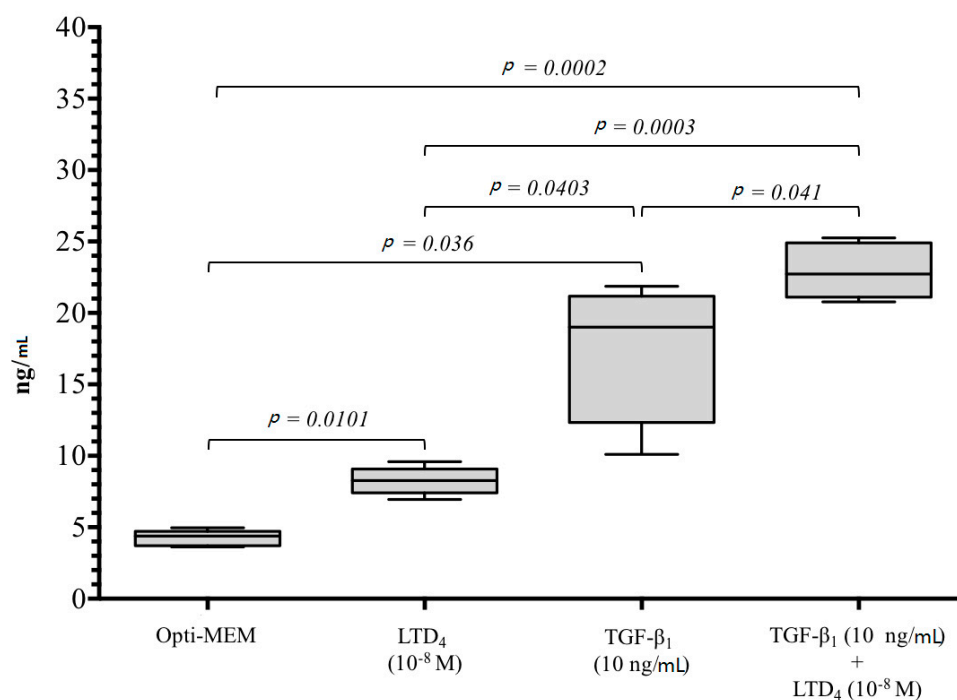 40
p = 0.0002
35
p = 0.0003
30
p = 0.0403
p = 0.041
25
p = 0.036
20
ng/mL
15
p = 0.0101
10
5
0
Opti-MEM
LTD₄
(10⁻⁸ M)
TGF-β₁
(10 ng/mL)
TGF-β₁ (10 ng/mL)
+
LTD₄ (10⁻⁸ M)